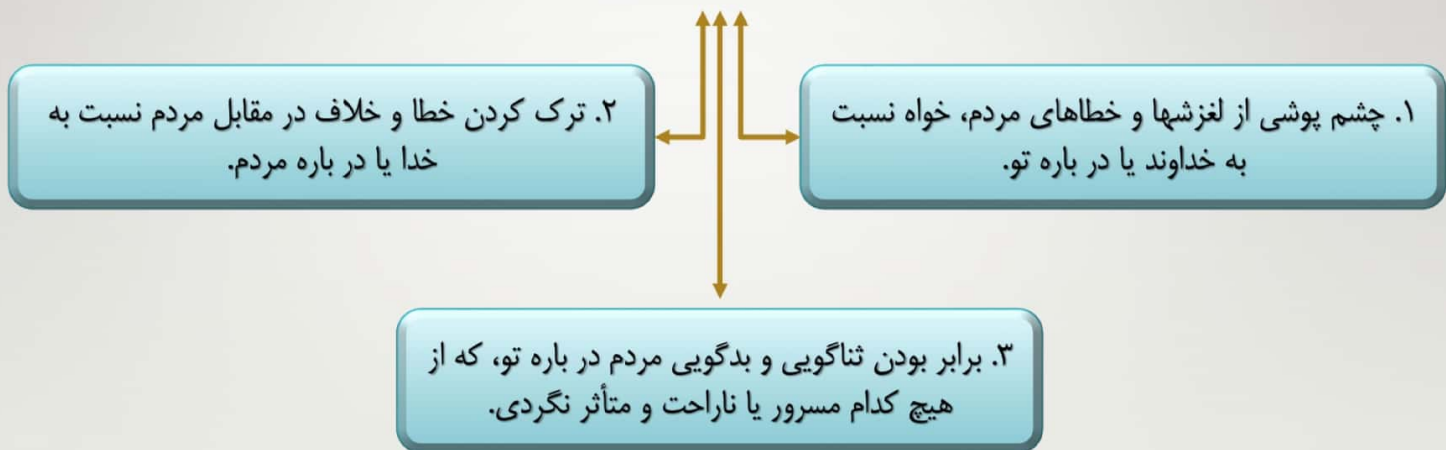 ۱. چشم پوشی از لغزشها و خطاهای مردم، خواه نسبت
به خداوند یا در باره تو.
۲. ترک کردن خطا و خلاف در مقابل مردم نسبت به
خدا یا در باره مردم.
۳. برابر بودن ثناگویی و بدگویی مردم در باره تو، که از
هیچ کدام مسرور یا ناراحت و متأثر نگردی.